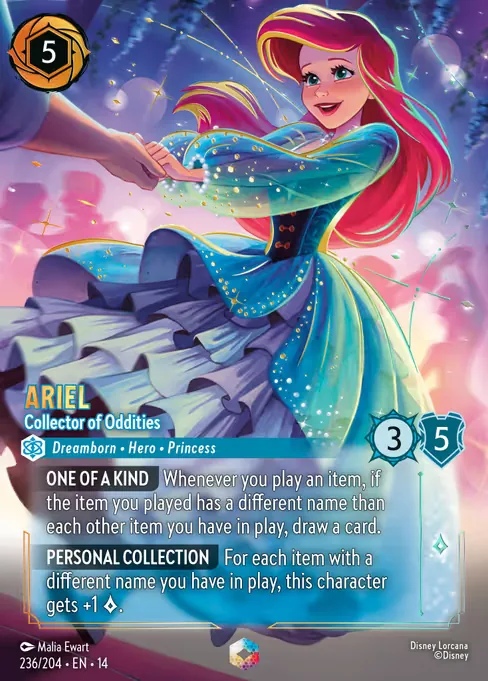 5
ARIEL
Collector of Oddities
Dreamborn • Hero • Princess
3
5
ONE OF A KIND Whenever you play an item, if
the item you played has a different name than
each other item you have in play, draw a card.
PERSONAL COLLECTION For each item with a
different name you have in play, this character
gets +1 .
Malia Ewart
236/204 • EN • 14
Disney Lorcana
©Disney